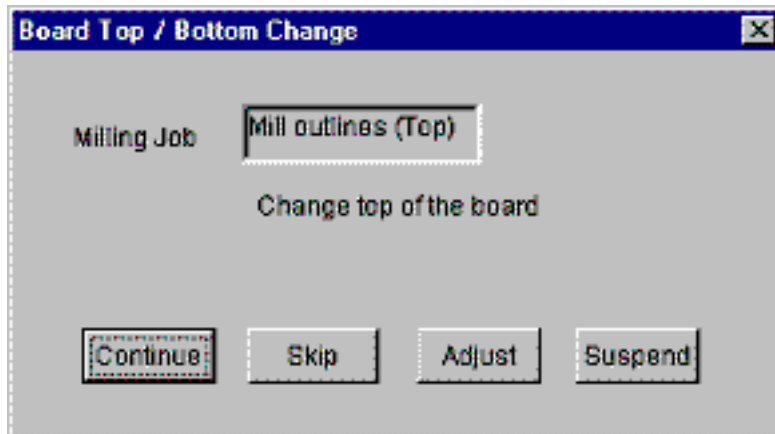 Board Top / Bottom Change
Milling Job Mill outlines (Top)
Change top of the board
Continue Skip Adjust Suspend